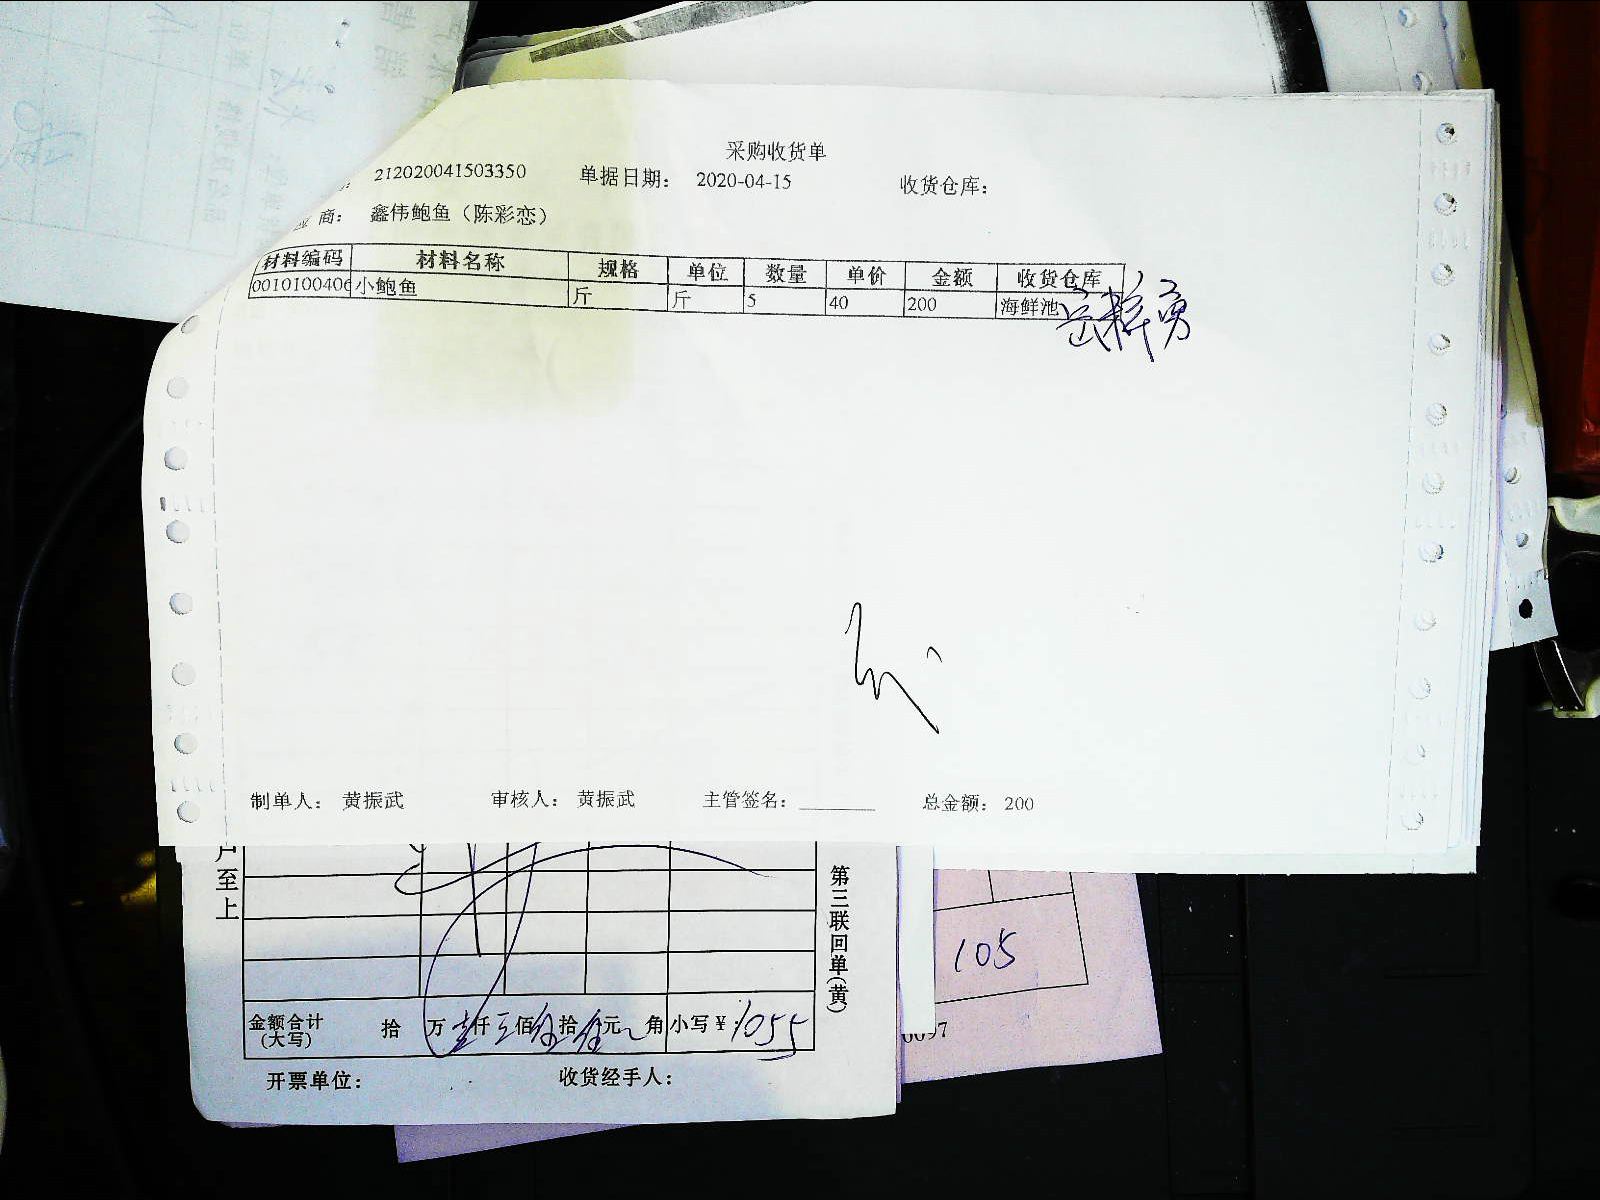 采购收货单
212020041503350 单据日期： 2020-04-15 收货仓库：
商： 鑫伟鲍鱼（陈彩恋）
材料编码 材料名称 规格 单位 数量 单价 金额 收货仓库
0010100406 小鲍鱼 斤 斤 5 40 200 海鲜池
制单人： 黄振武 审核人： 黄振武 主管签名： 总金额： 200
户至上
第三联回单(黄)
105
金额合计(大写) 拾 万 仟 佰 拾 元 角 小写￥ 1055
0097
开票单位： 收货经手人：